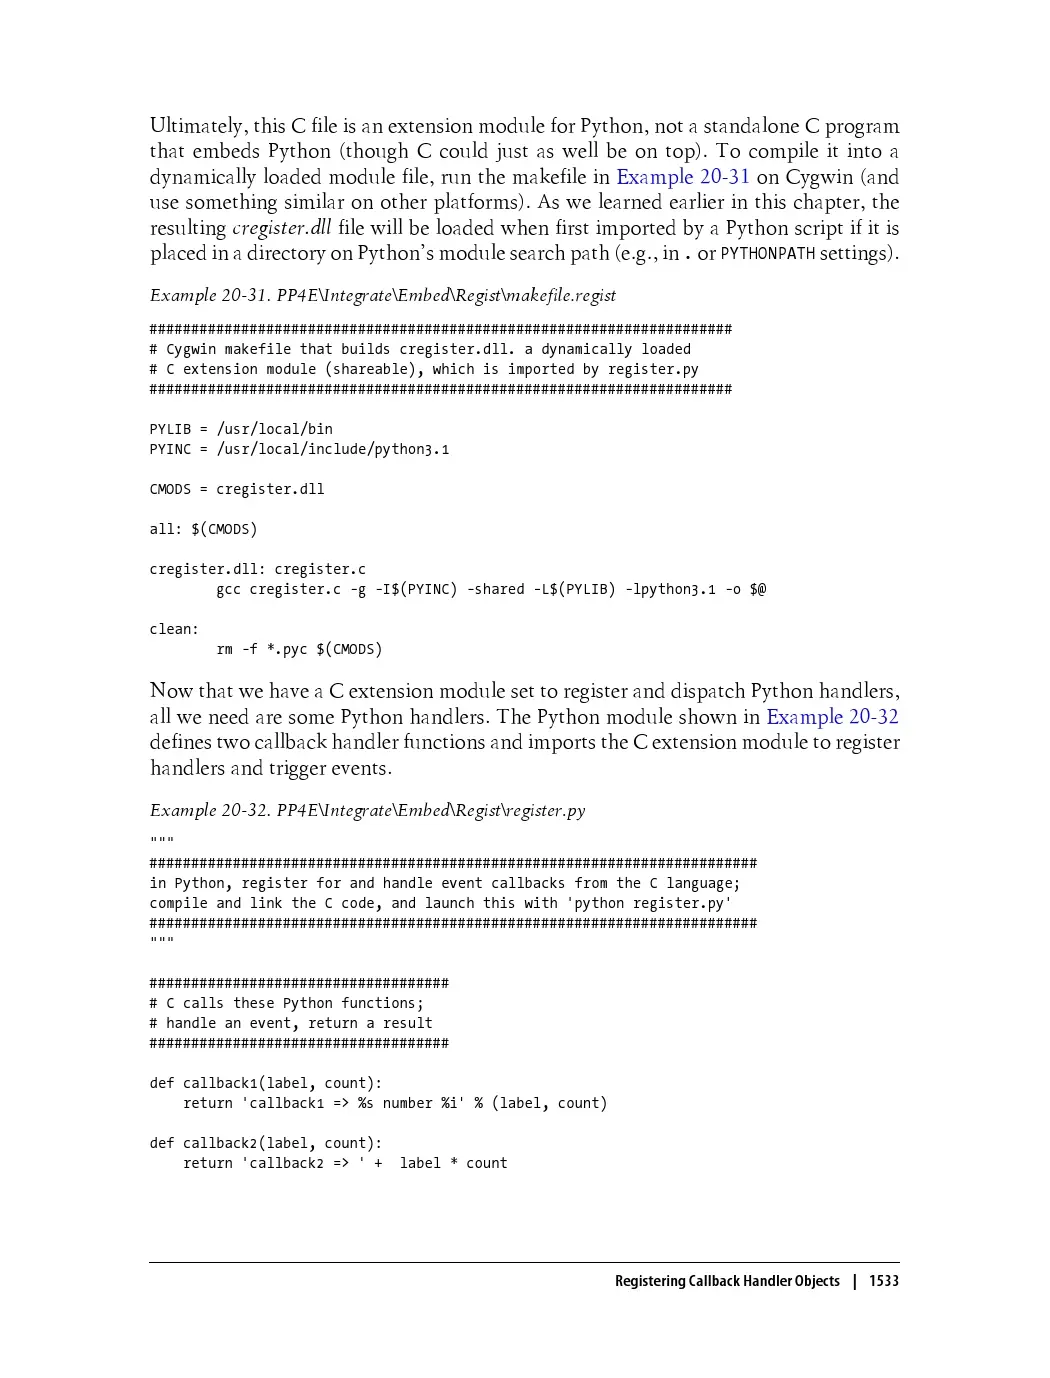 Ultimately, this C file is an extension module for Python, not a standalone C program
that embeds Python (though C could just as well be on top). To compile it into a
dynamically loaded module file, run the makefile in Example 20-31 on Cygwin (and
use something similar on other platforms). As we learned earlier in this chapter, the
resulting cregister.dll file will be loaded when first imported by a Python script if it is
placed in a directory on Python’s module search path (e.g., in . or PYTHONPATH settings).
Example 20-31. PP4E\Integrate\Embed\Regist\makefile.regist
######################################################################
# Cygwin makefile that builds cregister.dll. a dynamically loaded
# C extension module (shareable), which is imported by register.py
######################################################################
PYLIB = /usr/local/bin
PYINC = /usr/local/include/python3.1
CMODS = cregister.dll
all: $(CMODS)
cregister.dll: cregister.c
        gcc cregister.c -g -I$(PYINC) -shared -L$(PYLIB) -lpython3.1 -o $@
clean:
        rm -f *.pyc $(CMODS)
Now that we have a C extension module set to register and dispatch Python handlers,
all we need are some Python handlers. The Python module shown in Example 20-32
defines two callback handler functions and imports the C extension module to register
handlers and trigger events.
Example 20-32. PP4E\Integrate\Embed\Regist\register.py
"""
#########################################################################
in Python, register for and handle event callbacks from the C language;
compile and link the C code, and launch this with 'python register.py'
#########################################################################
"""
####################################
# C calls these Python functions;
# handle an event, return a result
####################################
def callback1(label, count):
    return 'callback1 => %s number %i' % (label, count)
def callback2(label, count):
    return 'callback2 => ' +  label * count
Registering Callback Handler Objects | 1533